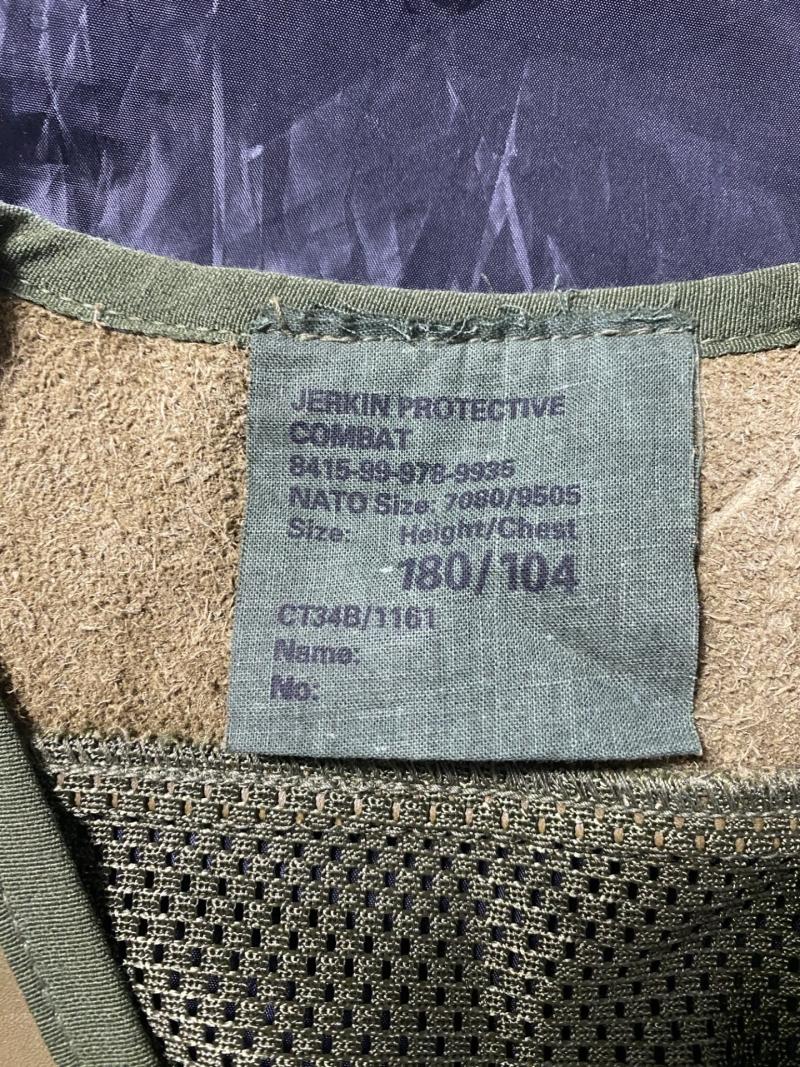 JERKIN PROTECTIVE
COMBAT
8415-99-978-9935
NATO Size: 7080/9505
Size: Height/Chest
180/104
CT34B/1161
Name:
No: